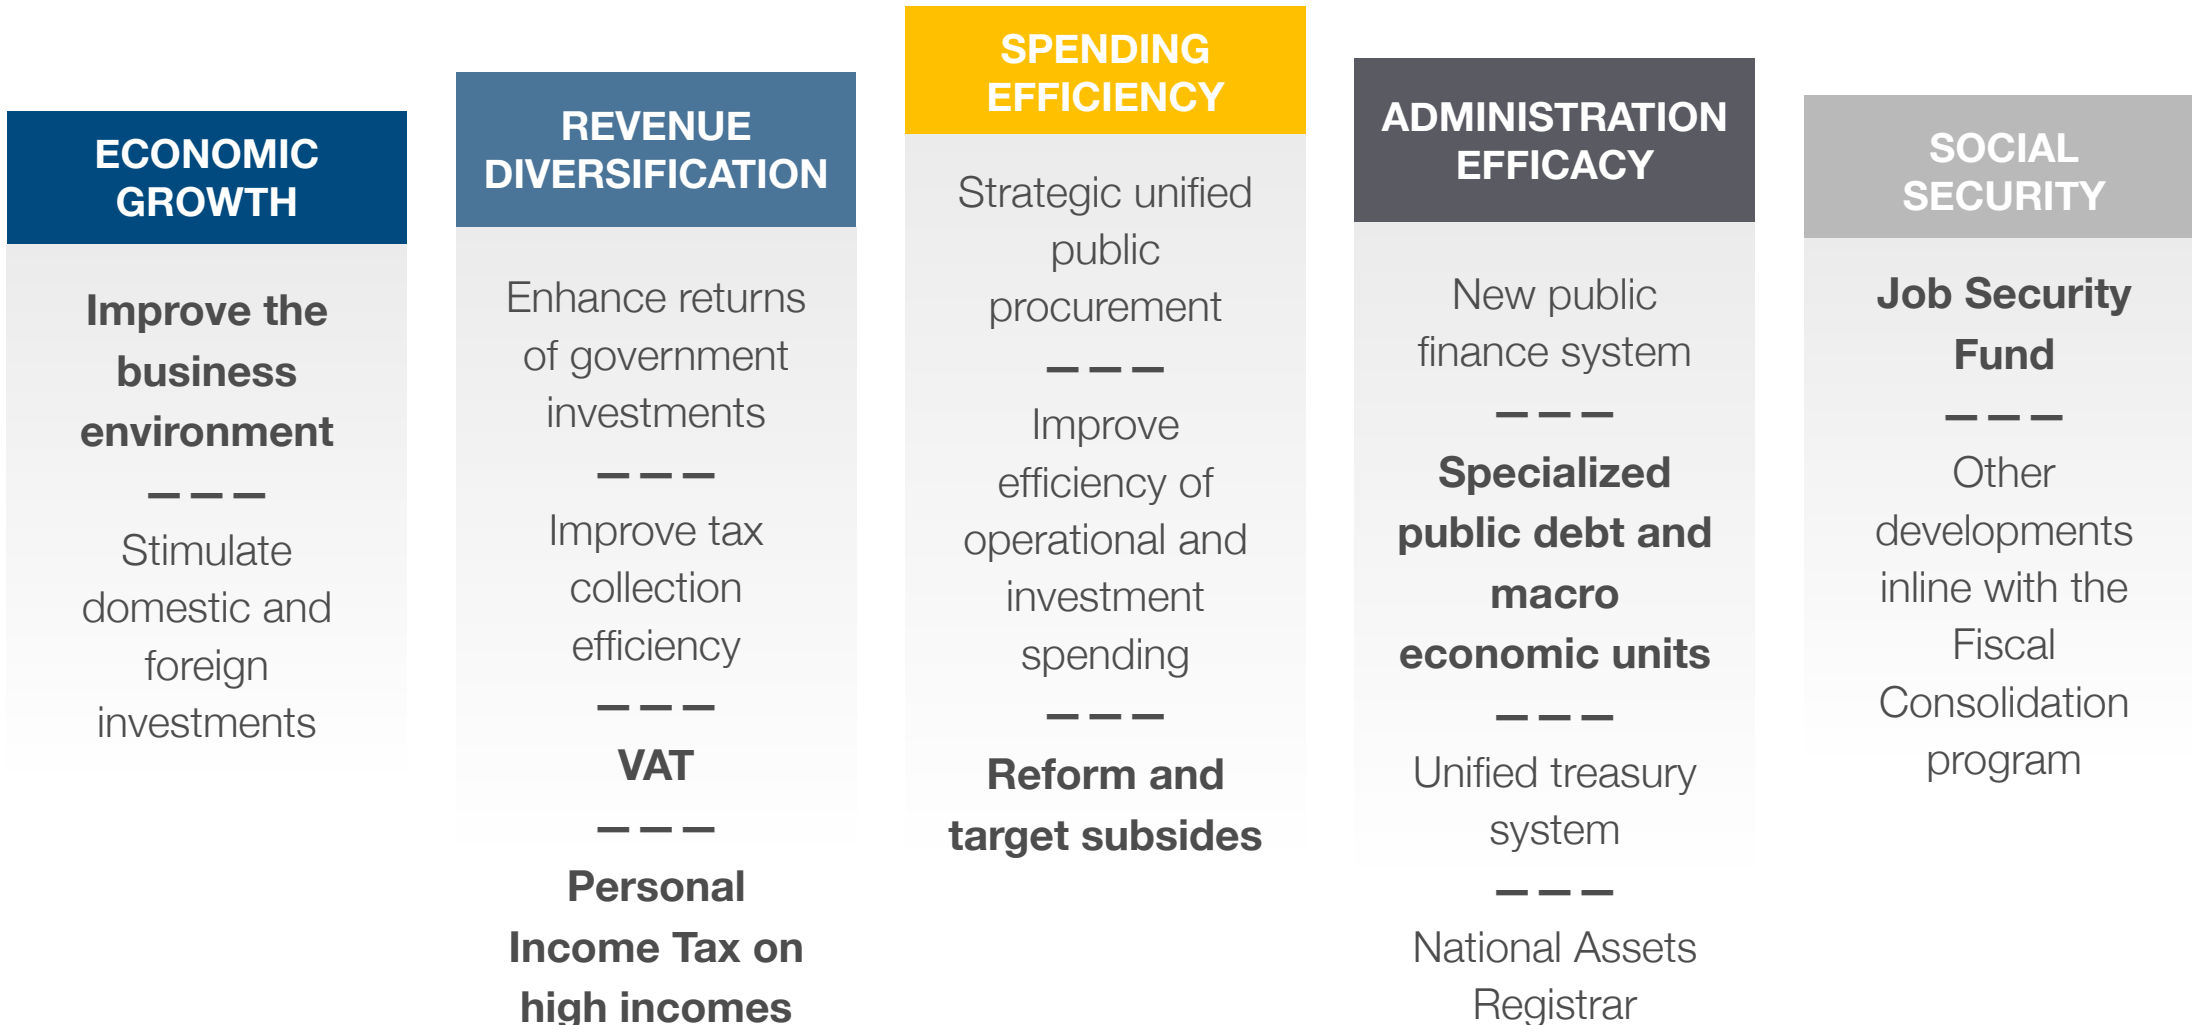 ECONOMIC
GROWTH
Improve the
business
environment
– – –
Stimulate
domestic and
foreign
investments
REVENUE
DIVERSIFICATION
Enhance returns
of government
investments
– – –
Improve tax
collection
efficiency
– – –
VAT
– – –
Personal
Income Tax on
high incomes
SPENDING
EFFICIENCY
Strategic unified
public
procurement
– – –
Improve
efficiency of
operational and
investment
spending
– – –
Reform and
target subsides
ADMINISTRATION
EFFICACY
New public
finance system
– – –
Specialized
public debt and
macro
economic units
– – –
Unified treasury
system
– – –
National Assets
Registrar
SOCIAL
SECURITY
Job Security
Fund
– – –
Other
developments
inline with the
Fiscal
Consolidation
program